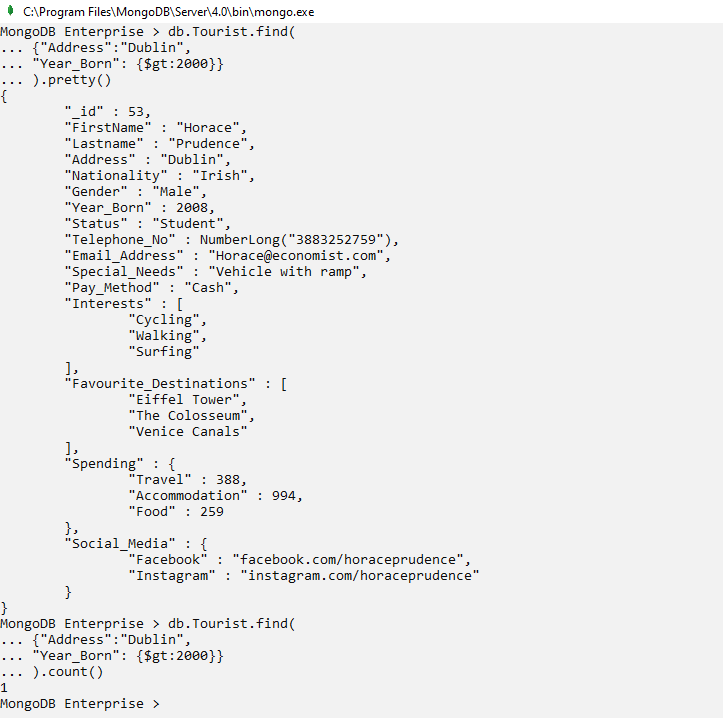 C:\Program Files\MongoDB\Server\4.0\bin\mongo.exe
MongoDB Enterprise > db.Tourist.find(
... {"Address":"Dublin",
... "Year_Born": {$gt:2000}}
... ).pretty()
{
        "_id" : 53,
        "FirstName" : "Horace",
        "Lastname" : "Prudence",
        "Address" : "Dublin",
        "Nationality" : "Irish",
        "Gender" : "Male",
        "Year_Born" : 2008,
        "Status" : "Student",
        "Telephone_No" : NumberLong("3883252759"),
        "Email_Address" : "Horace@economist.com",
        "Special_Needs" : "Vehicle with ramp",
        "Pay_Method" : "Cash",
        "Interests" : [
                "Cycling",
                "Walking",
                "Surfing"
        ],
        "Favourite_Destinations" : [
                "Eiffel Tower",
                "The Colosseum",
                "Venice Canals"
        ],
        "Spending" : {
                "Travel" : 388,
                "Accommodation" : 994,
                "Food" : 259
        },
        "Social_Media" : {
                "Facebook" : "facebook.com/horaceprudence",
                "Instagram" : "instagram.com/horaceprudence"
        }
}
MongoDB Enterprise > db.Tourist.find(
... {"Address":"Dublin",
... "Year_Born": {$gt:2000}}
... ).count()
1
MongoDB Enterprise >